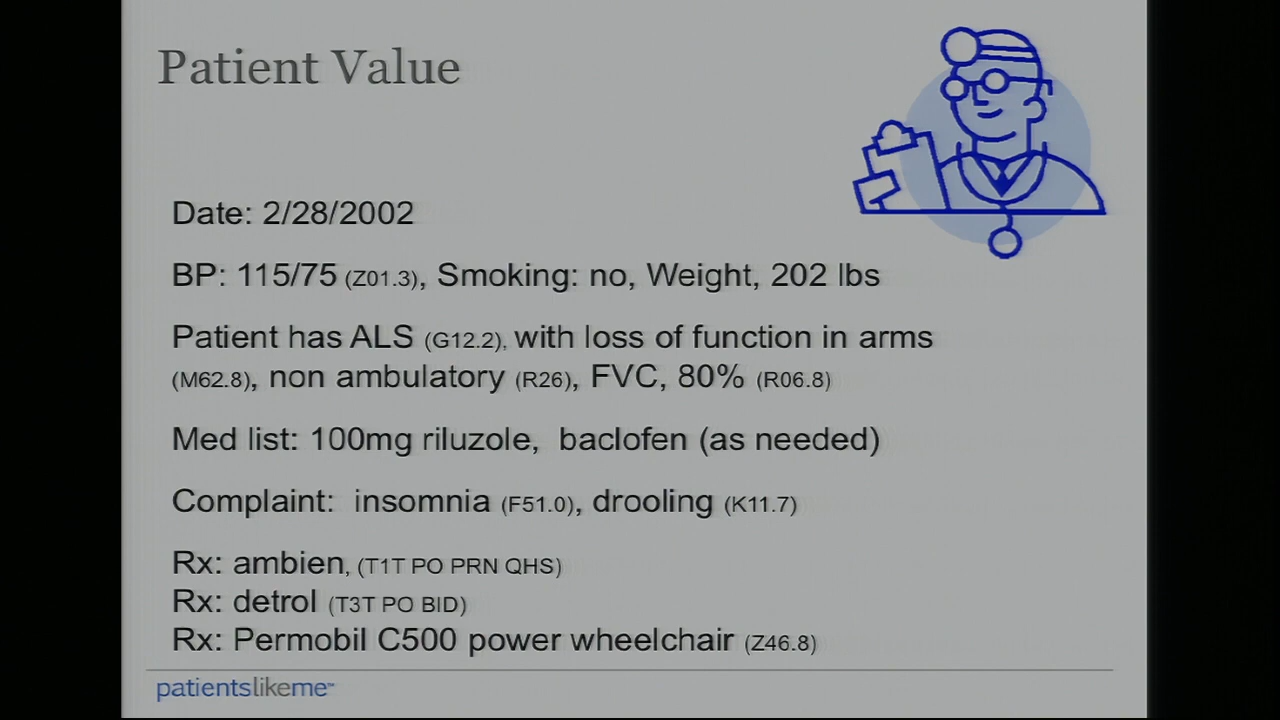 Patient Value
Date: 2/28/2002
BP: 115/75 (Z01.3), Smoking: no, Weight, 202 lbs
Patient has ALS (G12.2), with loss of function in arms
(M62.8), non ambulatory (R26), FVC, 80% (R06.8)
Med list: 100mg riluzole, baclofen (as needed)
Complaint: insomnia (F51.0), drooling (K11.7)
Rx: ambien, (T1T PO PRN QHS)
Rx: detrol (T3T PO BID)
Rx: Permobil C500 power wheelchair (Z46.8)
patientslikeme™